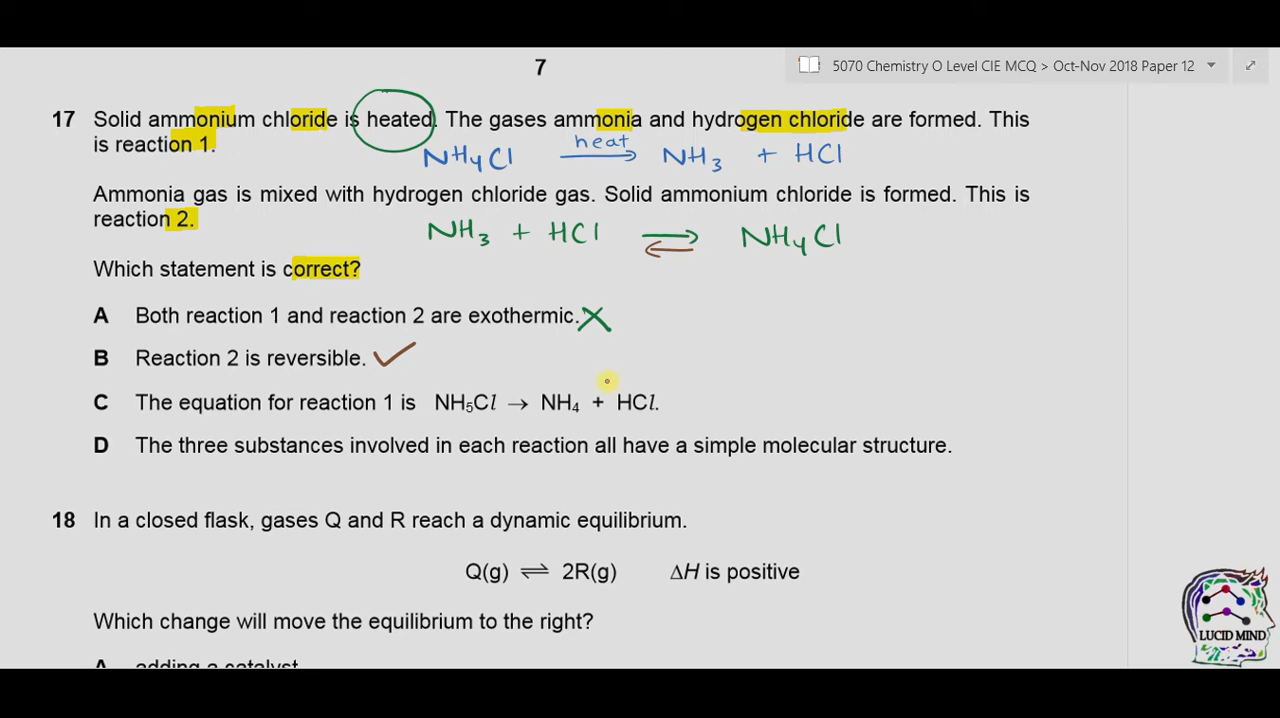 7
5070 Chemistry O Level CIE MCQ > Oct-Nov 2018 Paper 12
17 Solid ammonium chloride is heated. The gases ammonia and hydrogen chloride are formed. This
is reaction 1.
NH4Cl heat→ NH3 + HCl
Ammonia gas is mixed with hydrogen chloride gas. Solid ammonium chloride is formed. This is
reaction 2.
NH3 + HCl ⇌ NH4Cl
Which statement is correct?
A Both reaction 1 and reaction 2 are exothermic.
B Reaction 2 is reversible.
C The equation for reaction 1 is NH5Cl → NH4 + HCl.
D The three substances involved in each reaction all have a simple molecular structure.
18 In a closed flask, gases Q and R reach a dynamic equilibrium.
Q(g) ⇌ 2R(g) ΔH is positive
Which change will move the equilibrium to the right?
A adding a catalyst
LUCID MIND